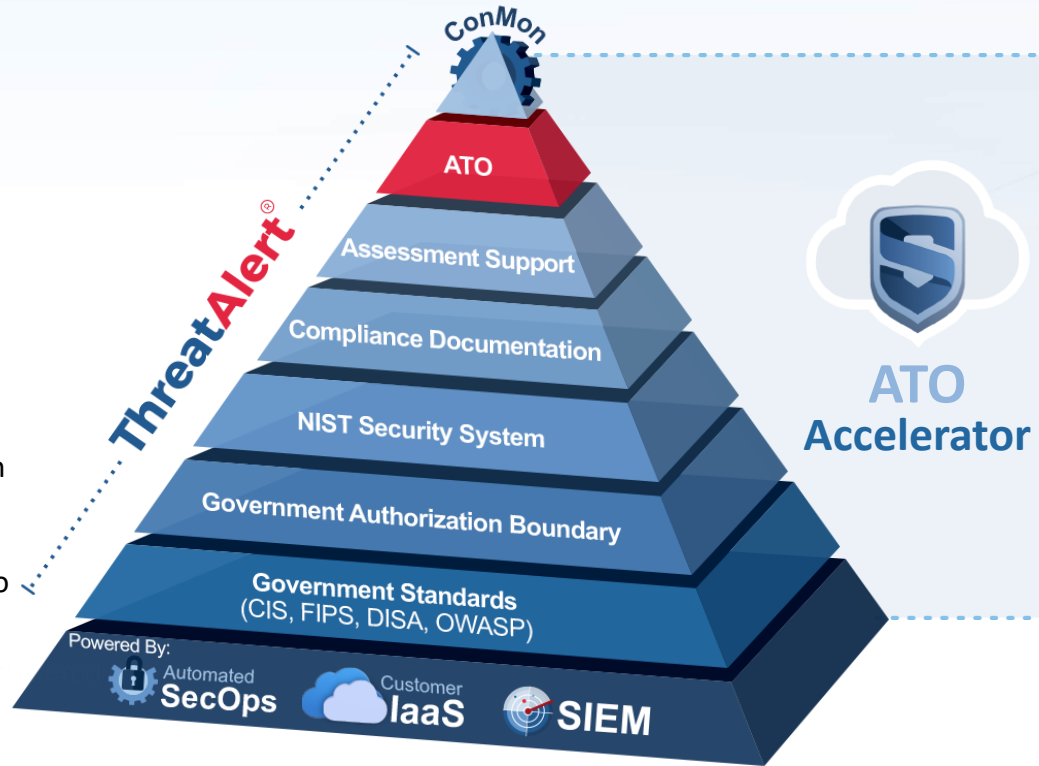 ConMon
ATO
Assessment Support
Compliance Documentation
NIST Security System
Government Authorization Boundary
Government Standards
(CIS, FIPS, DISA, OWASP)
Powered By:
Automated
SecOps
Customer
IaaS
SIEM
ThreatAlert®
ATO
Accelerator